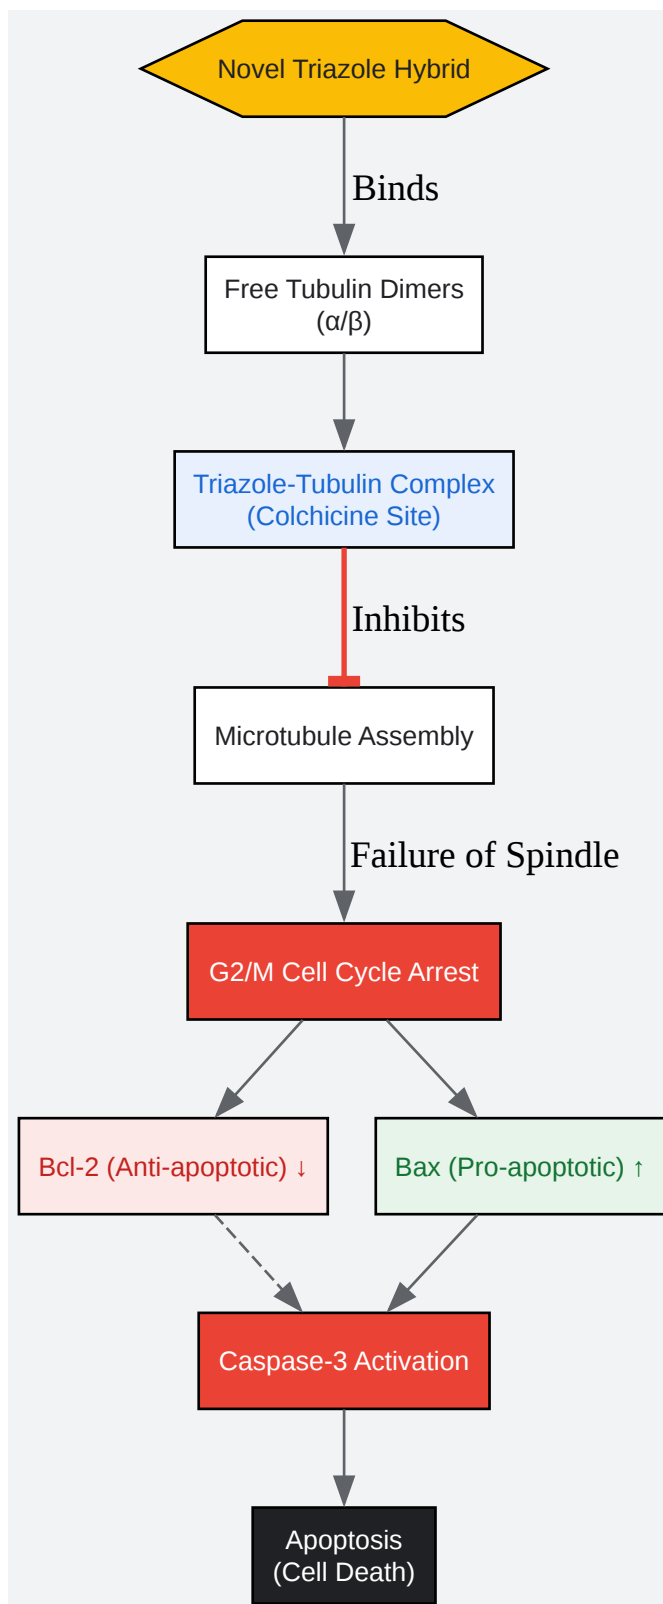 Novel Triazole Hybrid
Binds
Free Tubulin Dimers
(α/β)
Triazole-Tubulin Complex
(Colchicine Site)
Inhibits
Microtubule Assembly
Failure of Spindle
G2/M Cell Cycle Arrest
Bcl-2 (Anti-apoptotic) ↓
Bax (Pro-apoptotic) ↑
Caspase-3 Activation
Apoptosis
(Cell Death)